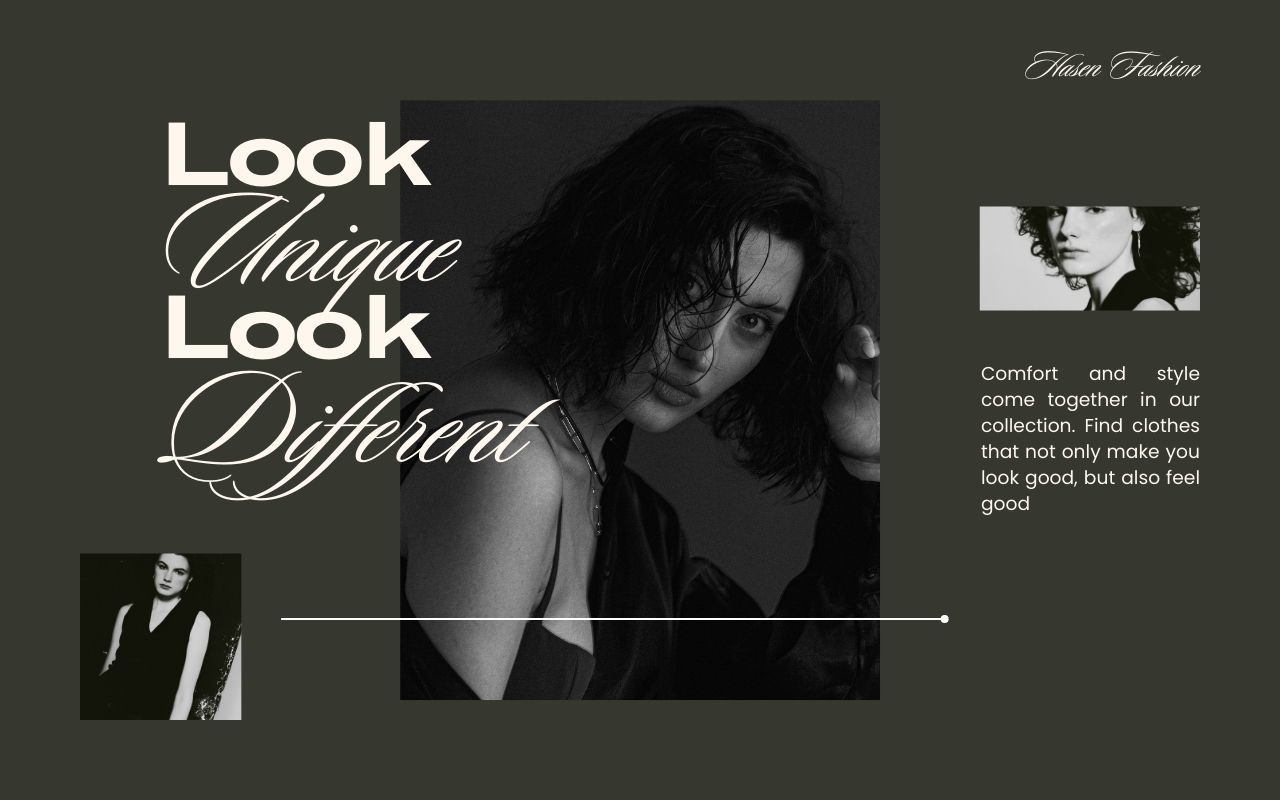 Hasen Fashion
Look
Unique
Look
Different
Comfort and style
come together in our
collection. Find clothes
that not only make you
look good, but also feel
good